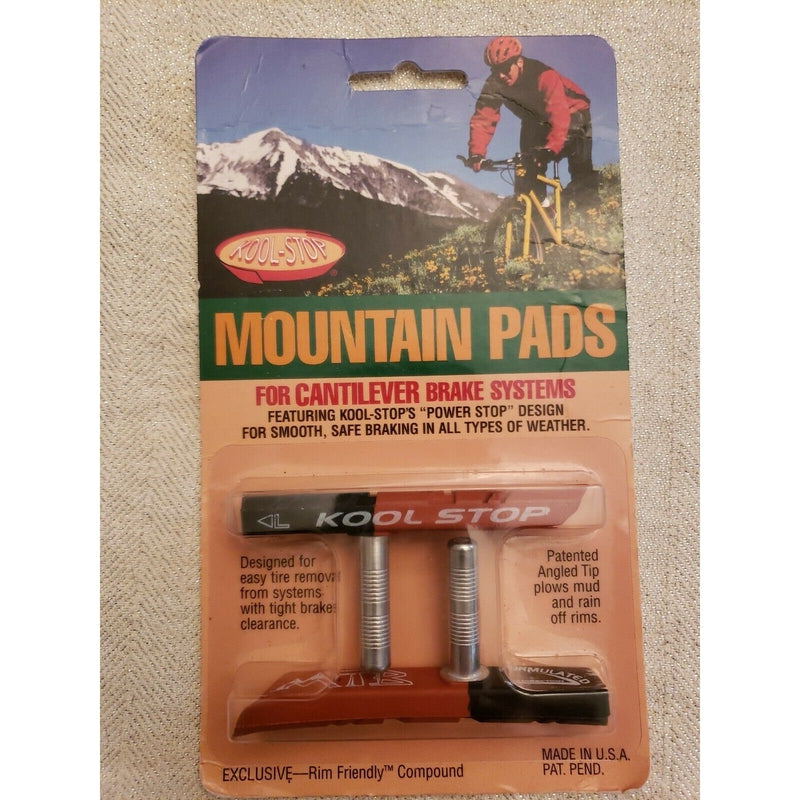 KOOL-STOP
®
MOUNTAIN PADS
FOR CANTILEVER BRAKE SYSTEMS
FEATURING KOOL-STOP'S "POWER STOP" DESIGN
FOR SMOOTH, SAFE BRAKING IN ALL TYPES OF WEATHER.
◁L KOOL STOP
Designed for
easy tire removal
from systems
with tight brake
clearance.
Patented
Angled Tip
plows mud
and rain
off rims.
MTB
FORMULATED
EXCLUSIVE—Rim Friendly™ Compound
MADE IN U.S.A.
PAT. PEND.